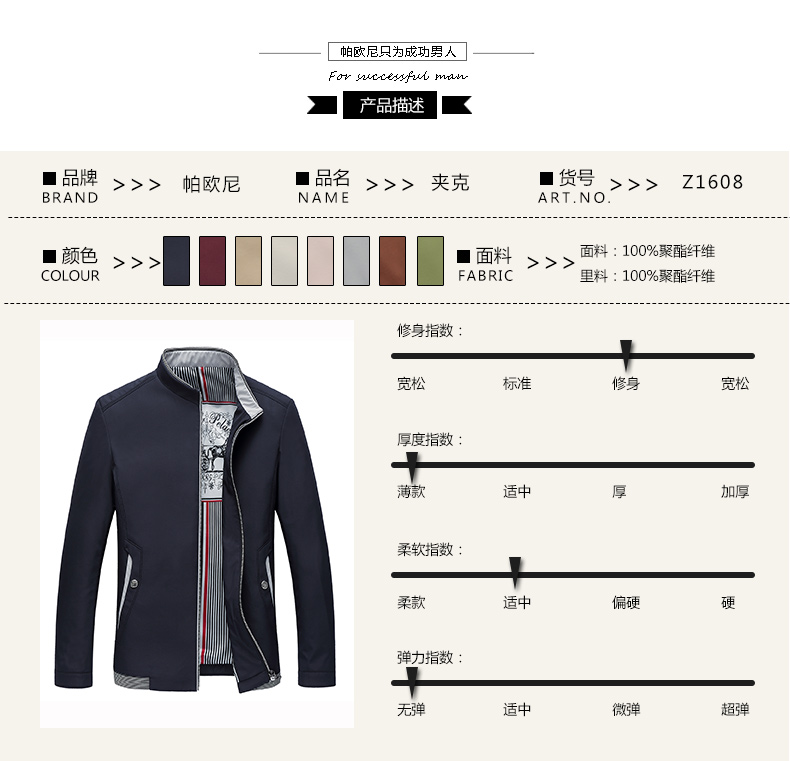 帕欧尼只为成功男人
For successful man
产品描述
■ 品牌 >>> 帕欧尼 ■ 品名 >>> 夹克 ■ 货号 >>> Z1608
BRAND NAME ART.NO.
■ 颜色 >>> ■ 面料 >>> 面料：100%聚酯纤维
COLOUR FABRIC 里料：100%聚酯纤维
修身指数：
宽松 标准 修身 宽松
厚度指数：
薄款 适中 厚 加厚
柔软指数：
柔款 适中 偏硬 硬
弹力指数：
无弹 适中 微弹 超弹